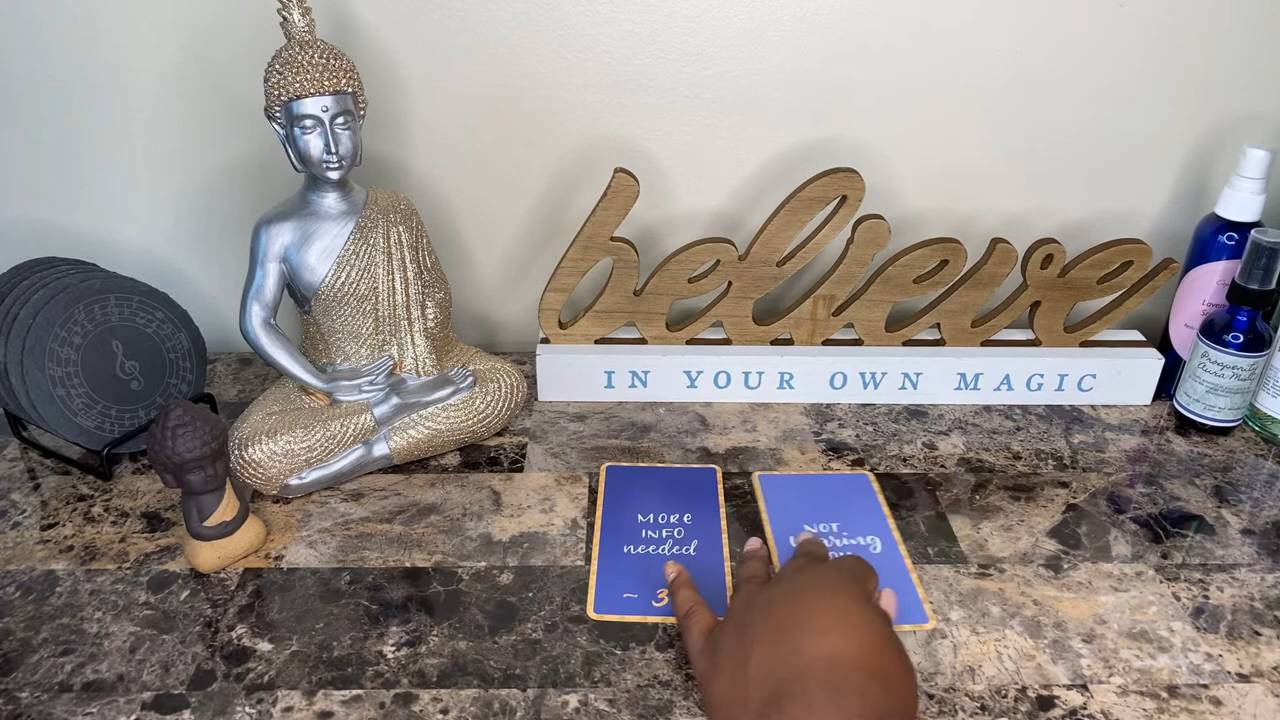 believe
IN YOUR OWN MAGIC
Prosperity
Aura Mist
MORE
INFO
needed
~ 3
NOT